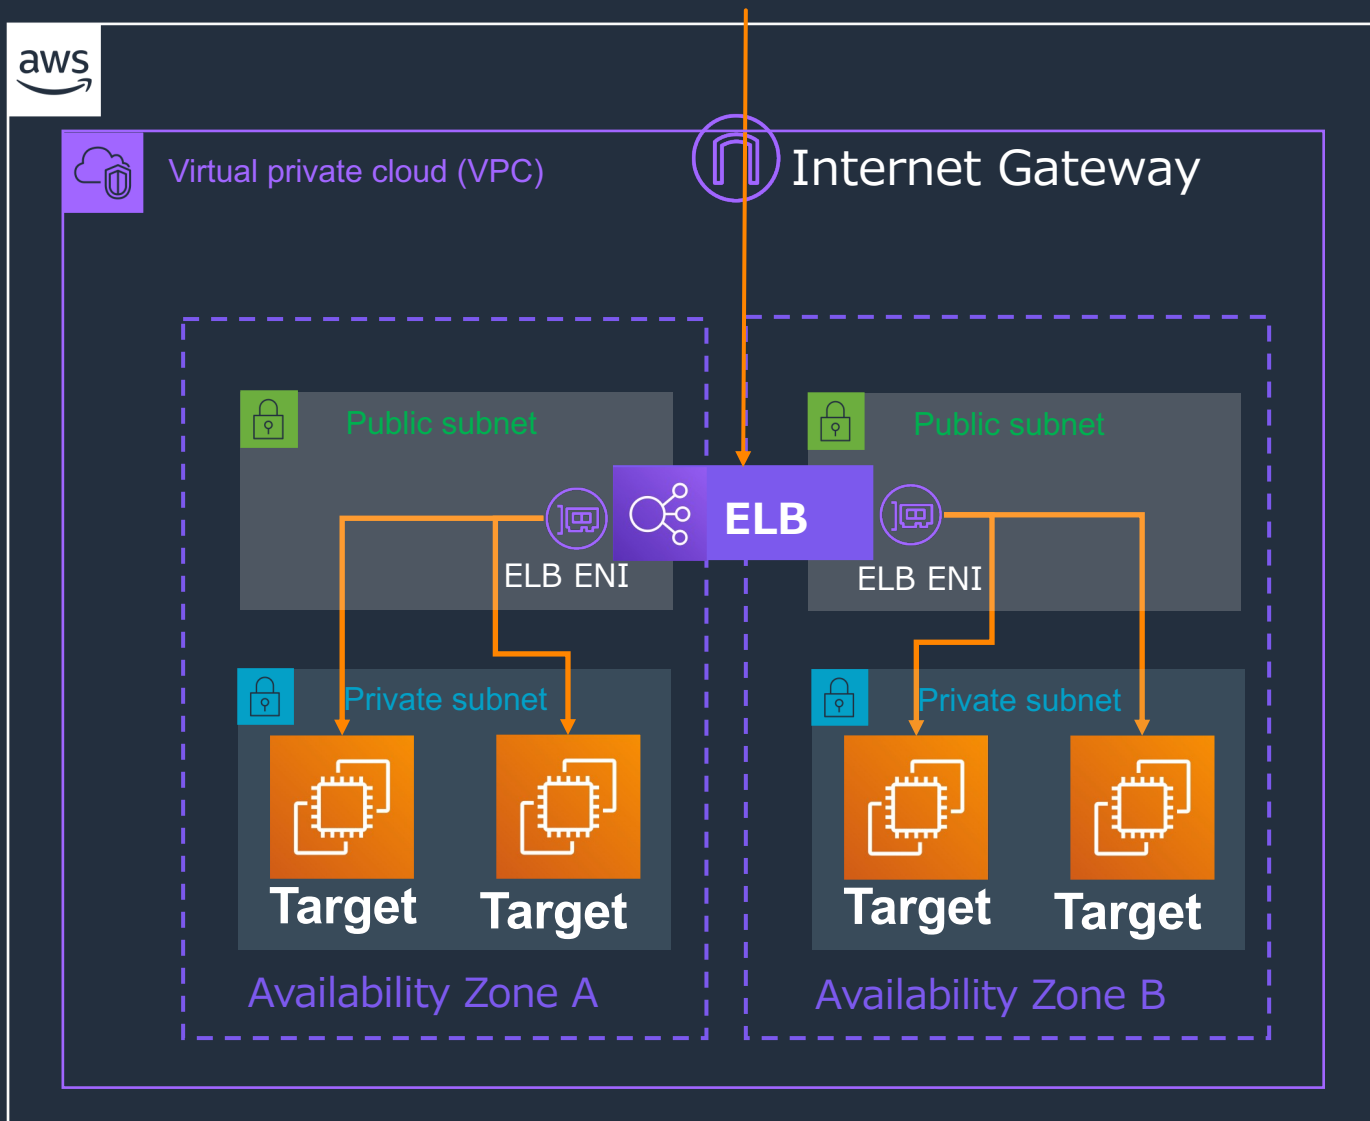 aws
Virtual private cloud (VPC)
Internet Gateway
Public subnet
Public subnet
ELB
ELB ENI
ELB ENI
Private subnet
Private subnet
Target
Target
Target
Target
Availability Zone A
Availability Zone B